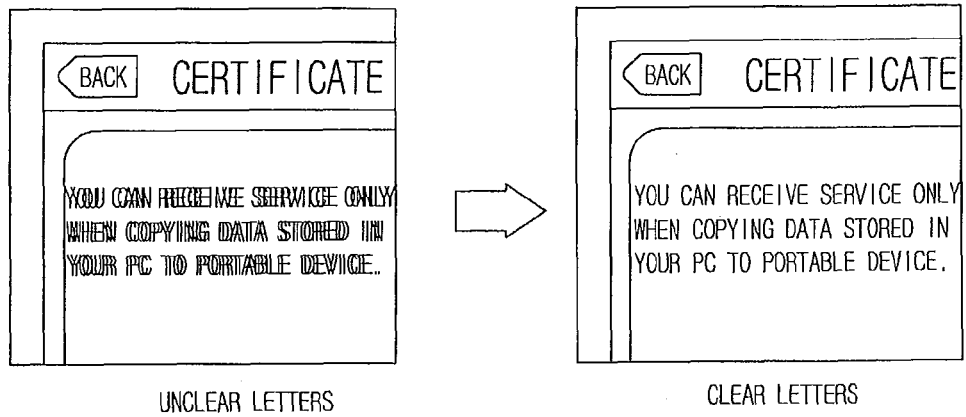 BACK CERTIFICATE
YOU CAN RECEIVE SERVICE ONLY
WHEN COPYING DATA STORED IN
YOUR PC TO PORTABLE DEVICE.
UNCLEAR LETTERS
BACK CERTIFICATE
YOU CAN RECEIVE SERVICE ONLY
WHEN COPYING DATA STORED IN
YOUR PC TO PORTABLE DEVICE.
CLEAR LETTERS